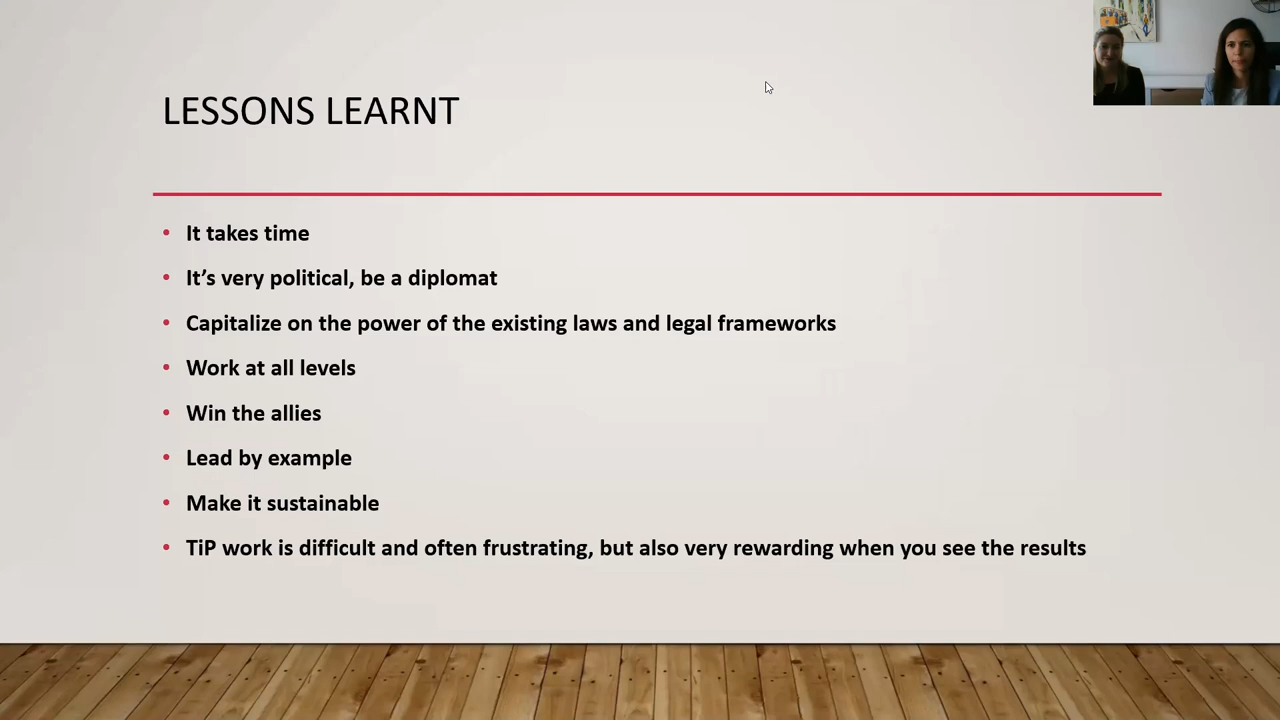 LESSONS LEARNT
• It takes time
• It’s very political, be a diplomat
• Capitalize on the power of the existing laws and legal frameworks
• Work at all levels
• Win the allies
• Lead by example
• Make it sustainable
• TiP work is difficult and often frustrating, but also very rewarding when you see the results